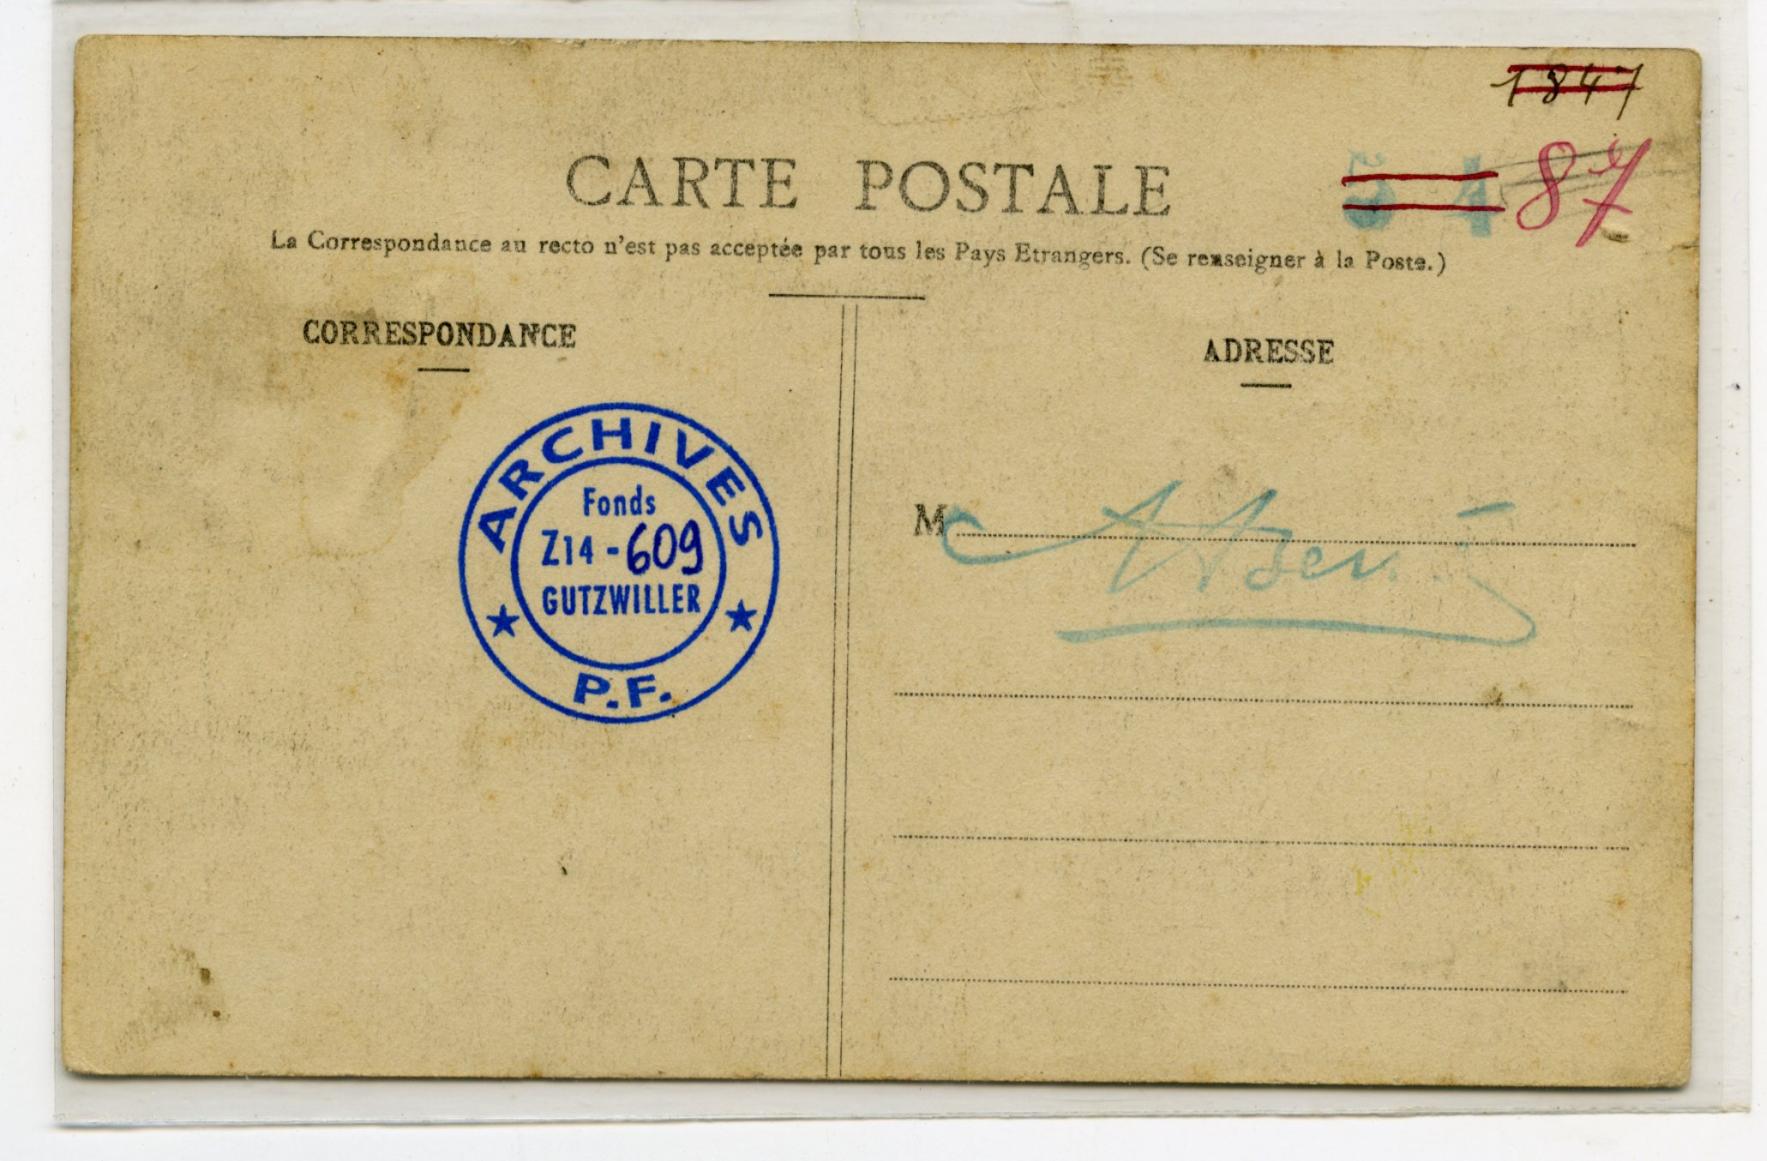 1847
CARTE POSTALE
54 87
La Correspondance au recto n'est pas acceptée par tous les Pays Etrangers. (Se renseigner à la Poste.)
CORRESPONDANCE
ADRESSE
ARCHIVES
Fonds
Z14-609
GUTZWILLER
P.F.
M